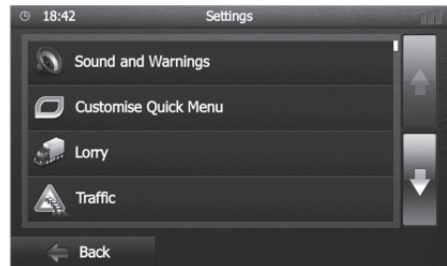 18:42 Settings
Sound and Warnings
Customise Quick Menu
Lorry
Traffic
Back